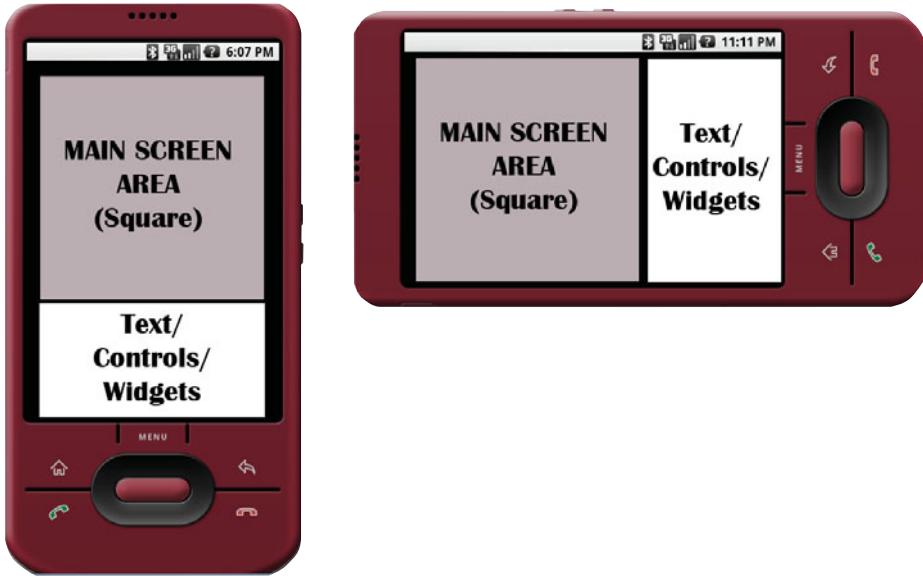 6:07 PM
MAIN SCREEN
AREA
(Square)
Text/
Controls/
Widgets
MENU
11:11 PM
MAIN SCREEN
AREA
(Square)
Text/
Controls/
Widgets
MENU